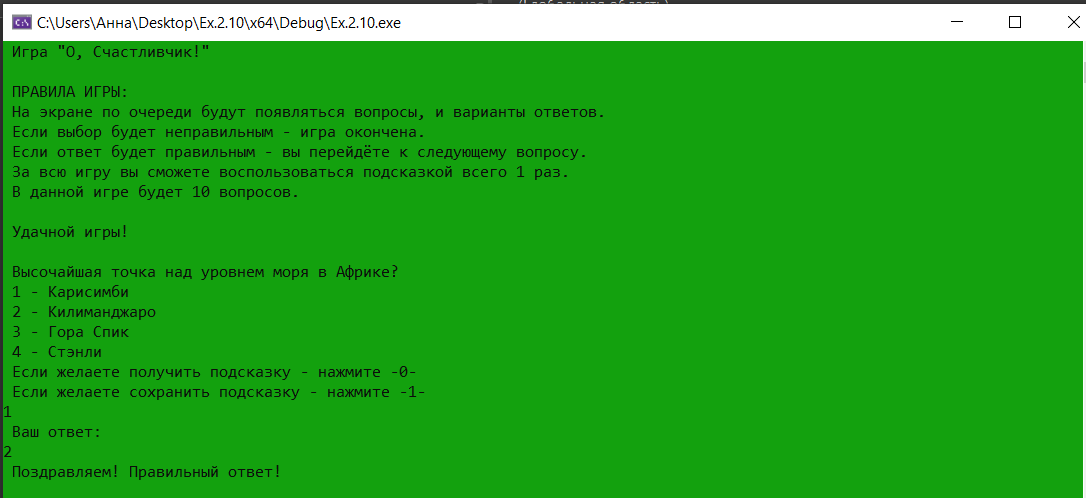 C:\Users\Анна\Desktop\Ex.2.10\x64\Debug\Ex.2.10.exe
Игра "О, Счастливчик!"
ПРАВИЛА ИГРЫ:
На экране по очереди будут появляться вопросы, и варианты ответов.
Если выбор будет неправильным - игра окончена.
Если ответ будет правильным - вы перейдёте к следующему вопросу.
За всю игру вы сможете воспользоваться подсказкой всего 1 раз.
В данной игре будет 10 вопросов.
Удачной игры!
Высочайшая точка над уровнем моря в Африке?
1 - Карисимби
2 - Килиманджаро
3 - Гора Спик
4 - Стэнли
Если желаете получить подсказку - нажмите -0-
Если желаете сохранить подсказку - нажмите -1-
1
Ваш ответ:
2
Поздравляем! Правильный ответ!